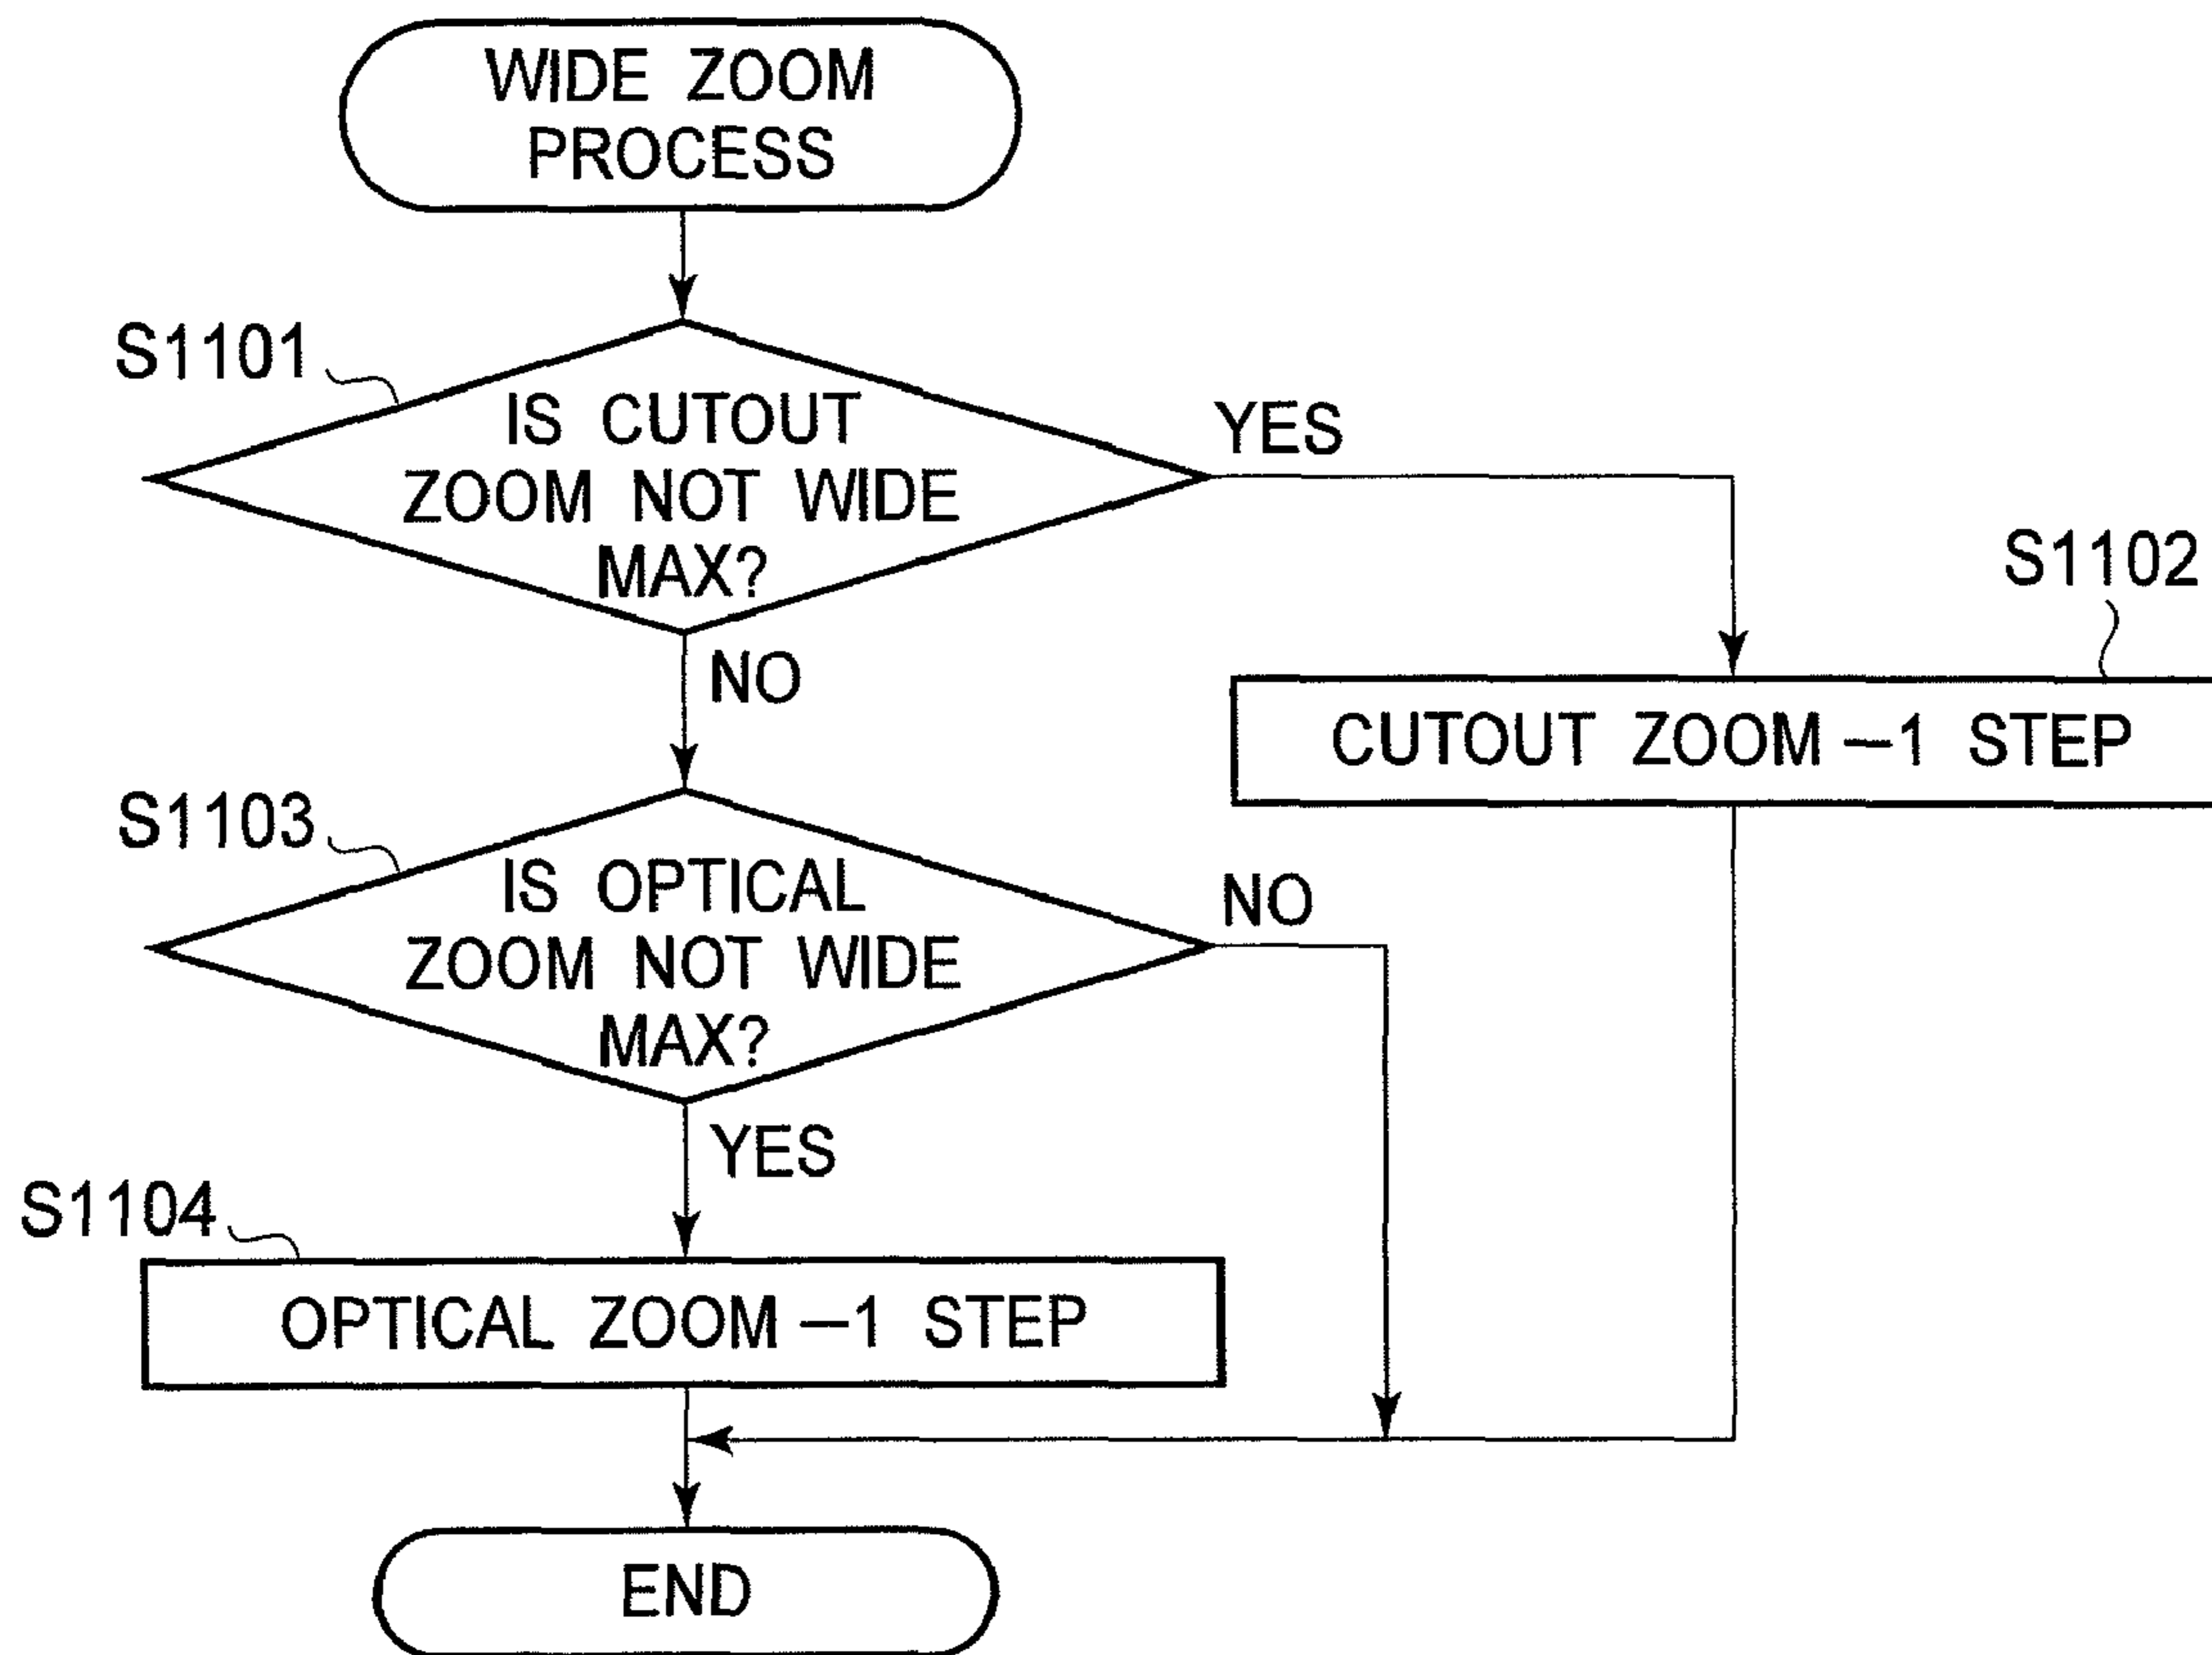 WIDE ZOOM
PROCESS
S1101
IS CUTOUT
ZOOM NOT WIDE
MAX?
YES
S1102
NO
CUTOUT ZOOM –1 STEP
S1103
IS OPTICAL
ZOOM NOT WIDE
MAX?
NO
YES
S1104
OPTICAL ZOOM –1 STEP
END